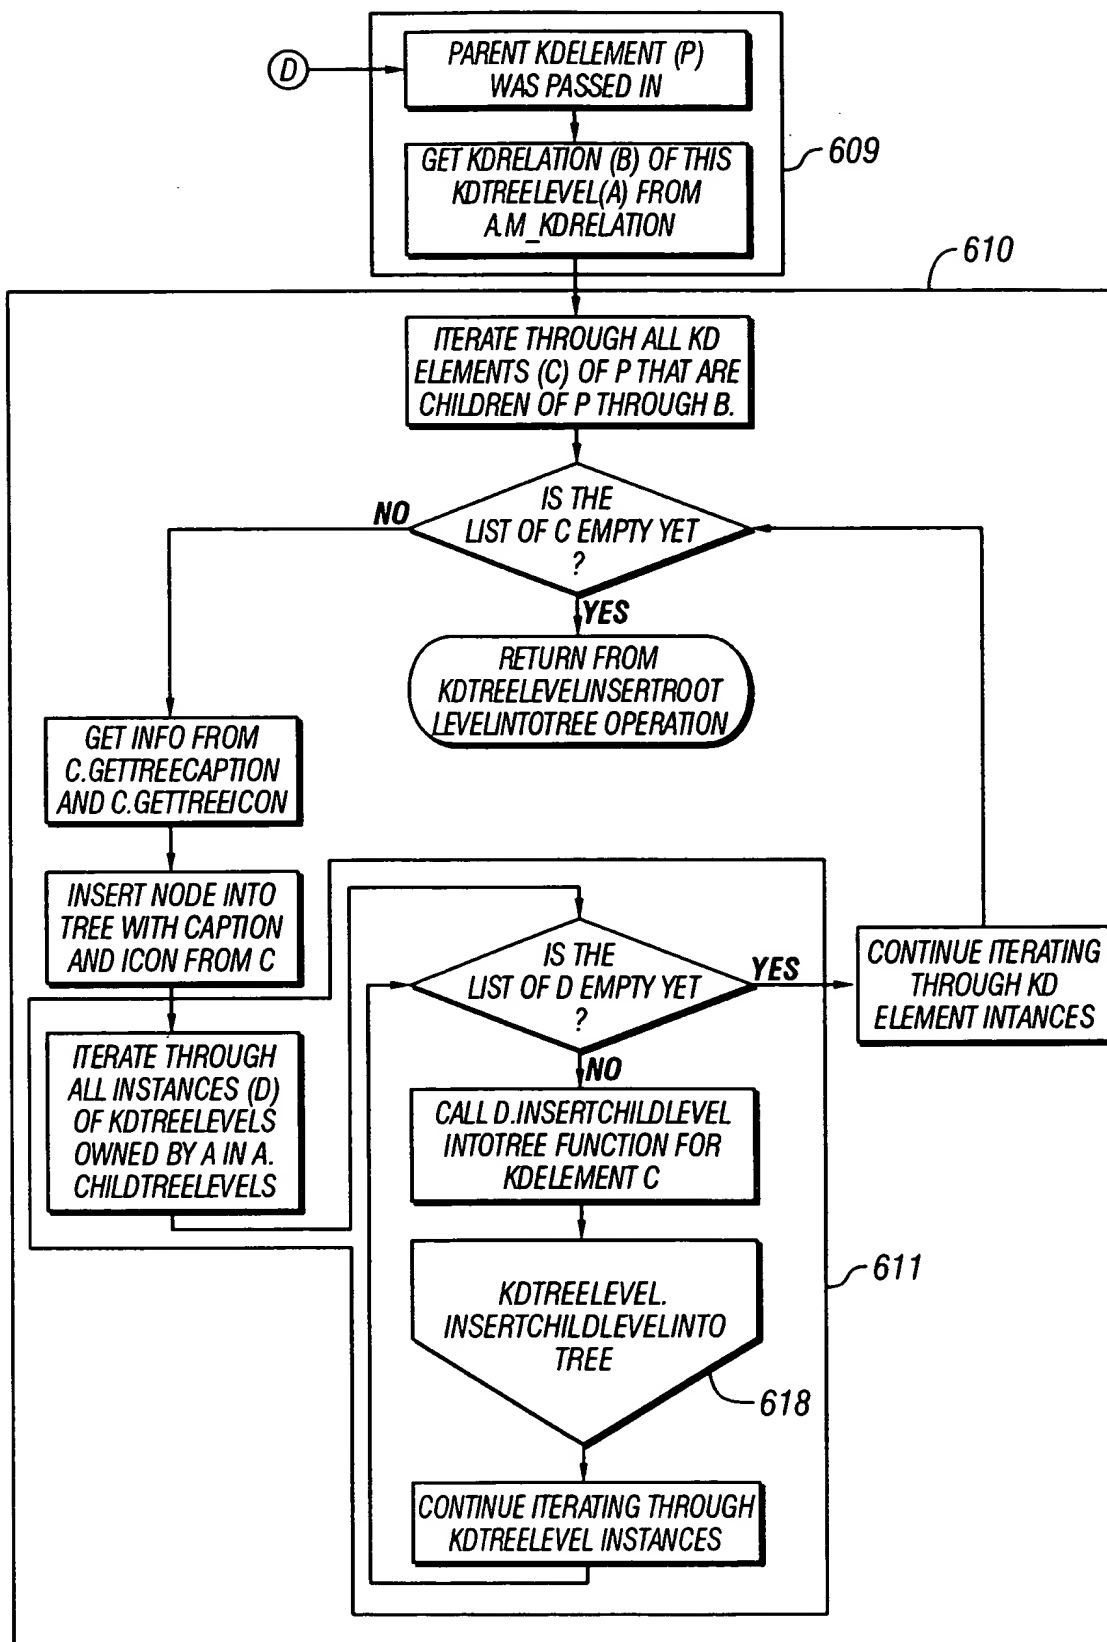 D
PARENT KDELEMENT (P)
WAS PASSED IN
GET KDRELATION (B) OF THIS
KDTREELEVEL(A) FROM
A.M_KDRELATION
609
610
ITERATE THROUGH ALL KD
ELEMENTS (C) OF P THAT ARE
CHILDREN OF P THROUGH B.
IS THE
LIST OF C EMPTY YET
?
NO
YES
RETURN FROM
KDTREELEVELINSERTROOT
LEVELINTOTREE OPERATION
GET INFO FROM
C.GETTREECAPTION
AND C.GETTREEICON
INSERT NODE INTO
TREE WITH CAPTION
AND ICON FROM C
ITERATE THROUGH
ALL INSTANCES (D)
OF KDTREELEVELS
OWNED BY A IN A.
CHILDTREELEVELS
IS THE
LIST OF D EMPTY YET
?
YES
NO
CONTINUE ITERATING
THROUGH KD
ELEMENT INTANCES
CALL D.INSERTCHILDLEVEL
INTOTREE FUNCTION FOR
KDELEMENT C
KDTREELEVEL.
INSERTCHILDLEVELINTO
TREE
611
618
CONTINUE ITERATING THROUGH
KDTREELEVEL INSTANCES